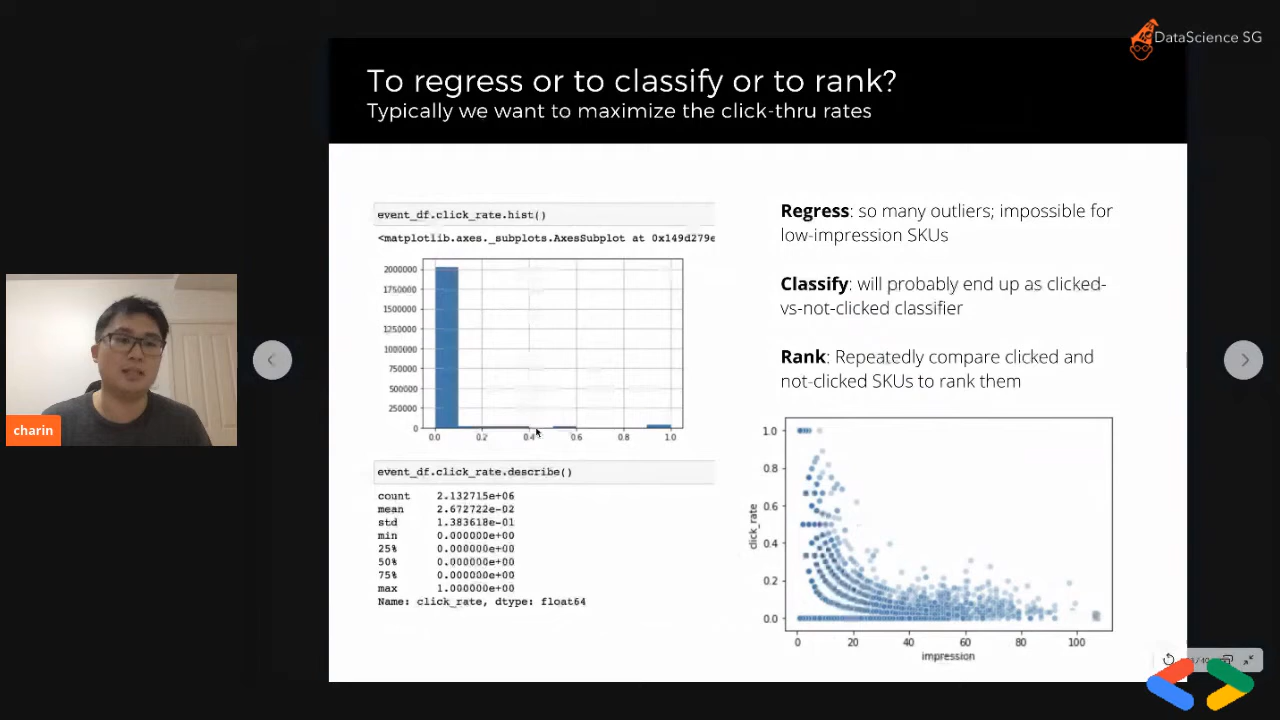 DataScience SG
To regress or to classify or to rank?
Typically we want to maximize the click-thru rates
event_df.click_rate.hist()
<matplotlib.axes._subplots.AxesSubplot at 0x149d279e
2000000
1750000
1500000
1250000
1000000
750000
500000
250000
0
0.0 0.2 0.4 0.6 0.8 1.0
event_df.click_rate.describe()
count 2.132715e+06
mean 2.672722e-02
std 1.383618e-01
min 0.000000e+00
25% 0.000000e+00
50% 0.000000e+00
75% 0.000000e+00
max 1.000000e+00
Name: click_rate, dtype: float64
Regress: so many outliers; impossible for
low-impression SKUs
Classify: will probably end up as clicked-
vs-not-clicked classifier
Rank: Repeatedly compare clicked and
not-clicked SKUs to rank them
1.0
0.8
0.6
0.4
0.2
0.0
click_rate
0 20 40 60 80 100
impression
charin